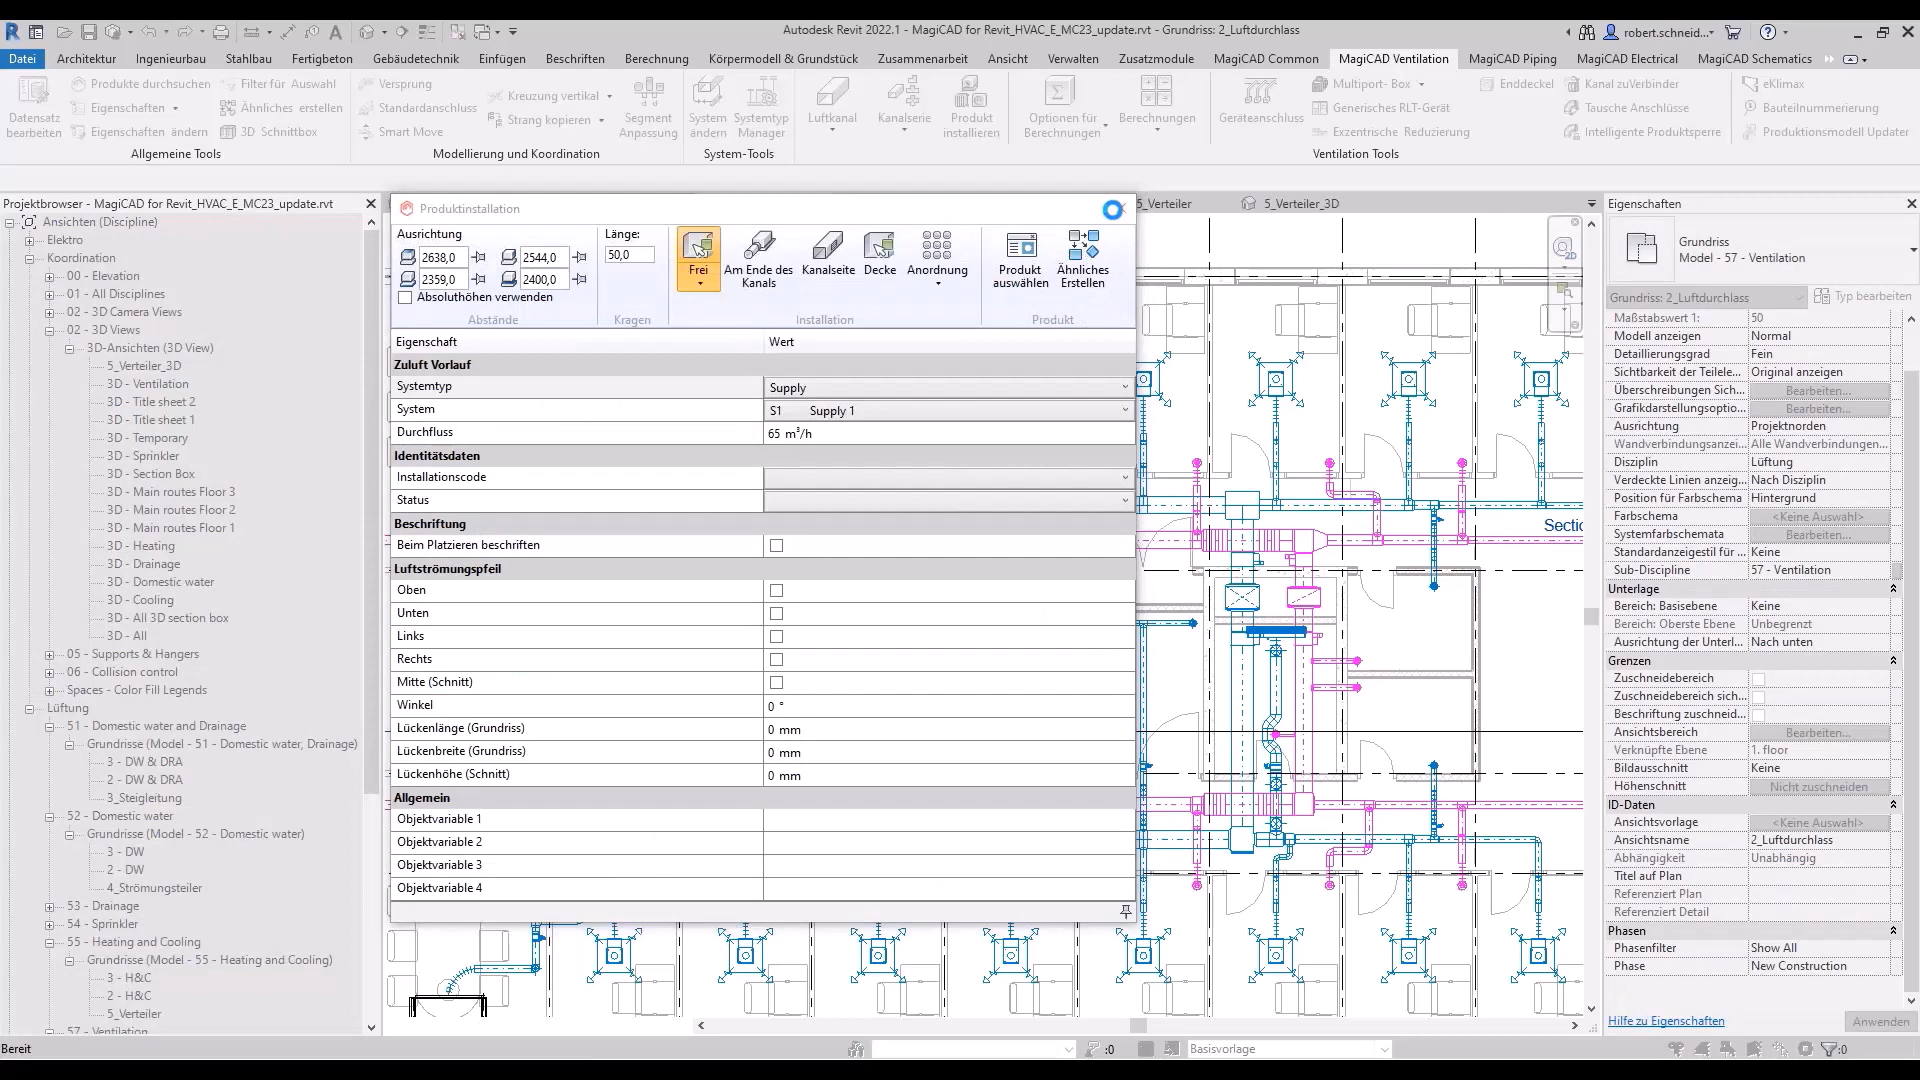 Autodesk Revit 2022.1 - MagiCAD for Revit_HVAC_E_MC23_update.rvt - Grundriss: 2_Luftdurchlass
robert.schneid...
Datei Architektur Ingenieurbau Stahlbau Fertigbeton Gebäudetechnik Einfügen Beschriften Berechnung Körpermodell & Grundstück Zusammenarbeit Ansicht Verwalten Zusatzmodule MagiCAD Common MagiCAD Ventilation MagiCAD Piping MagiCAD Electrical MagiCAD Schematics
Datensatz bearbeiten
Produkte durchsuchen
Eigenschaften
Eigenschaften ändern
Filter für Auswahl
Ähnliches erstellen
3D Schnittbox
Allgemeine Tools
Versprung
Standardanschluss
Smart Move
Kreuzung vertikal
Strang kopieren
Segment Anpassung
Modellierung und Koordination
System ändern
Systemtyp Manager
System-Tools
Luftkanal
Kanalserie
Produkt installieren
Optionen für Berechnungen
Berechnungen
Geräteanschluss
Multiport- Box
Generisches RLT-Gerät
Exzentrische Reduzierung
Enddeckel
Kanal zuVerbinder
Tausche Anschlüsse
Intelligente Produktsperre
eKlimax
Bauteilnummerierung
Produktionsmodell Updater
Ventilation Tools
Projektbrowser - MagiCAD for Revit_HVAC_E_MC23_update.rvt
Ansichten (Discipline)
Elektro
Koordination
00 - Elevation
01 - All Disciplines
02 - 3D Camera Views
02 - 3D Views
3D-Ansichten (3D View)
5_Verteiler_3D
3D - Ventilation
3D - Title sheet 2
3D - Title sheet 1
3D - Temporary
3D - Sprinkler
3D - Section Box
3D - Main routes Floor 3
3D - Main routes Floor 2
3D - Main routes Floor 1
3D - Heating
3D - Drainage
3D - Domestic water
3D - Cooling
3D - All 3D section box
3D - All
05 - Supports & Hangers
06 - Collision control
Spaces - Color Fill Legends
Lüftung
51 - Domestic water and Drainage
Grundrisse (Model - 51 - Domestic water, Drainage)
3 - DW & DRA
2 - DW & DRA
3_Steigleitung
52 - Domestic water
Grundrisse (Model - 52 - Domestic water)
3 - DW
2 - DW
4_Strömungsteiler
53 - Drainage
54 - Sprinkler
55 - Heating and Cooling
Grundrisse (Model - 55 - Heating and Cooling)
3 - H&C
2 - H&C
5_Verteiler
57 - Ventilation
Produktinstallation
Ausrichtung
2638,0
2544,0
2359,0
2400,0
Absoluthöhen verwenden
Abstände
Länge:
50,0
Kragen
Frei
Am Ende des Kanals
Kanalseite
Decke
Anordnung
Installation
Produkt auswählen
Ähnliches Erstellen
Produkt
Eigenschaft Wert
Zuluft Vorlauf
Systemtyp Supply
System S1 Supply 1
Durchfluss 65 m³/h
Identitätsdaten
Installationscode
Status
Beschriftung
Beim Platzieren beschriften
Luftströmungspfeil
Oben
Unten
Links
Rechts
Mitte (Schnitt)
Winkel 0 °
Lückenlänge (Grundriss) 0 mm
Lückenbreite (Grundriss) 0 mm
Lückenhöhe (Schnitt) 0 mm
Allgemein
Objektvariable 1
Objektvariable 2
Objektvariable 3
Objektvariable 4
5_Verteiler
5_Verteiler_3D
2D
Sectio
Eigenschaften
Grundriss
Model - 57 - Ventilation
Grundriss: 2_Luftdurchlass
Typ bearbeiten
Maßstabswert 1: 50
Modell anzeigen Normal
Detaillierungsgrad Fein
Sichtbarkeit der Teilele... Original anzeigen
Überschreibungen Sich... Bearbeiten...
Grafikdarstellungsoptio... Bearbeiten...
Ausrichtung Projektnorden
Wandverbindungsanzei... Alle Wandverbindungen...
Disziplin Lüftung
Verdeckte Linien anzeig... Nach Disziplin
Position für Farbschema Hintergrund
Farbschema <Keine Auswahl>
Systemfarbschemata Bearbeiten...
Standardanzeigestil für ... Keine
Sub-Discipline 57 - Ventilation
Unterlage
Bereich: Basisebene Keine
Bereich: Oberste Ebene Unbegrenzt
Ausrichtung der Unterl... Nach unten
Grenzen
Zuschneidebereich
Zuschneidebereich sich...
Beschriftung zuschneid...
Ansichtsbereich Bearbeiten...
Verknüpfte Ebene 1. floor
Bildausschnitt Keine
Höhenschnitt Nicht zuschneiden
ID-Daten
Ansichtsvorlage <Keine Auswahl>
Ansichtsname 2_Luftdurchlass
Abhängigkeit Unabhängig
Titel auf Plan
Referenziert Plan
Referenziert Detail
Phasen
Phasenfilter Show All
Phase New Construction
Hilfe zu Eigenschaften
Anwenden
Bereit
:0
Basisvorlage
:0